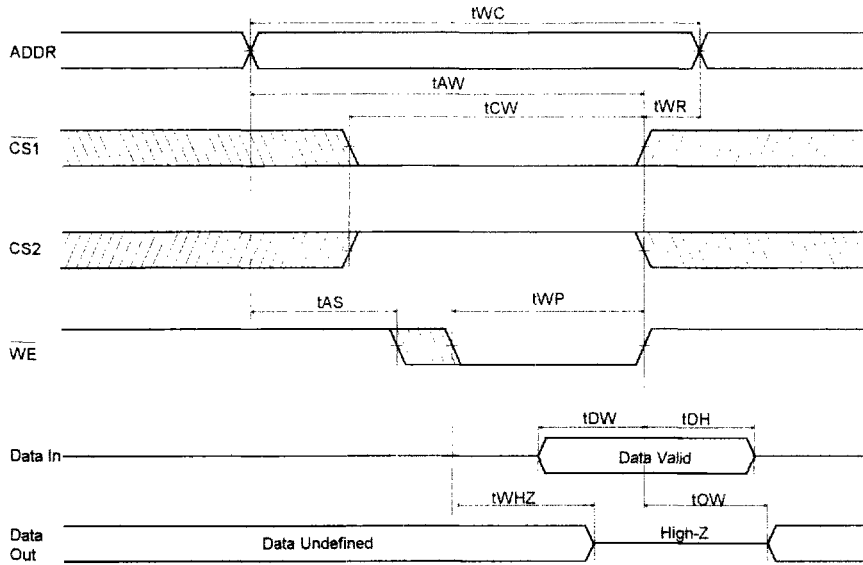 tWC
ADDR
tAW
tCW
tWR
CS1
CS2
tAS
tWP
WE
tDW
tDH
Data In
Data Valid
tWHZ
tOW
Data Out
Data Undefined
High-Z